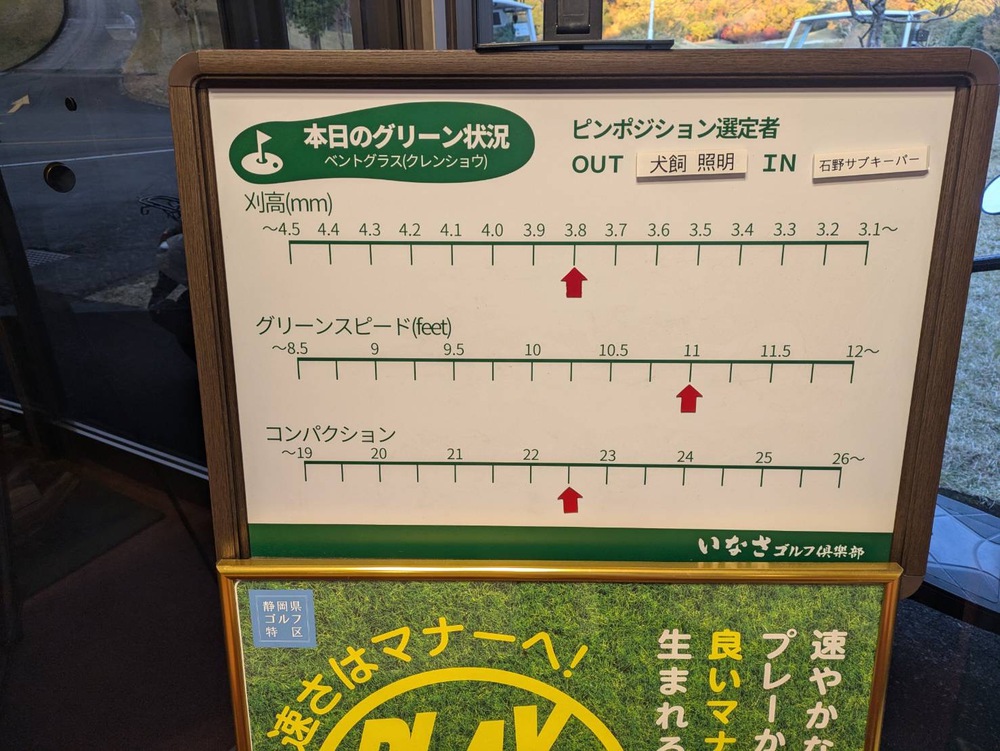 本日のグリーン状況
ベントグラス(クレンショウ)
ピンポジション選定者
OUT 犬飼 照明 IN 石野サブキーパー
刈高(mm)
～4.5 4.4 4.3 4.2 4.1 4.0 3.9 3.8 3.7 3.6 3.5 3.4 3.3 3.2 3.1～
グリーンスピード(feet)
～8.5 9 9.5 10 10.5 11 11.5 12～
コンパクション
～19 20 21 22 23 24 25 26～
いなさゴルフ倶楽部
静岡県
ゴルフ
特区
速さはマナーへ!
PLAY
速やかな
プレーか
良いマナ
生まれる